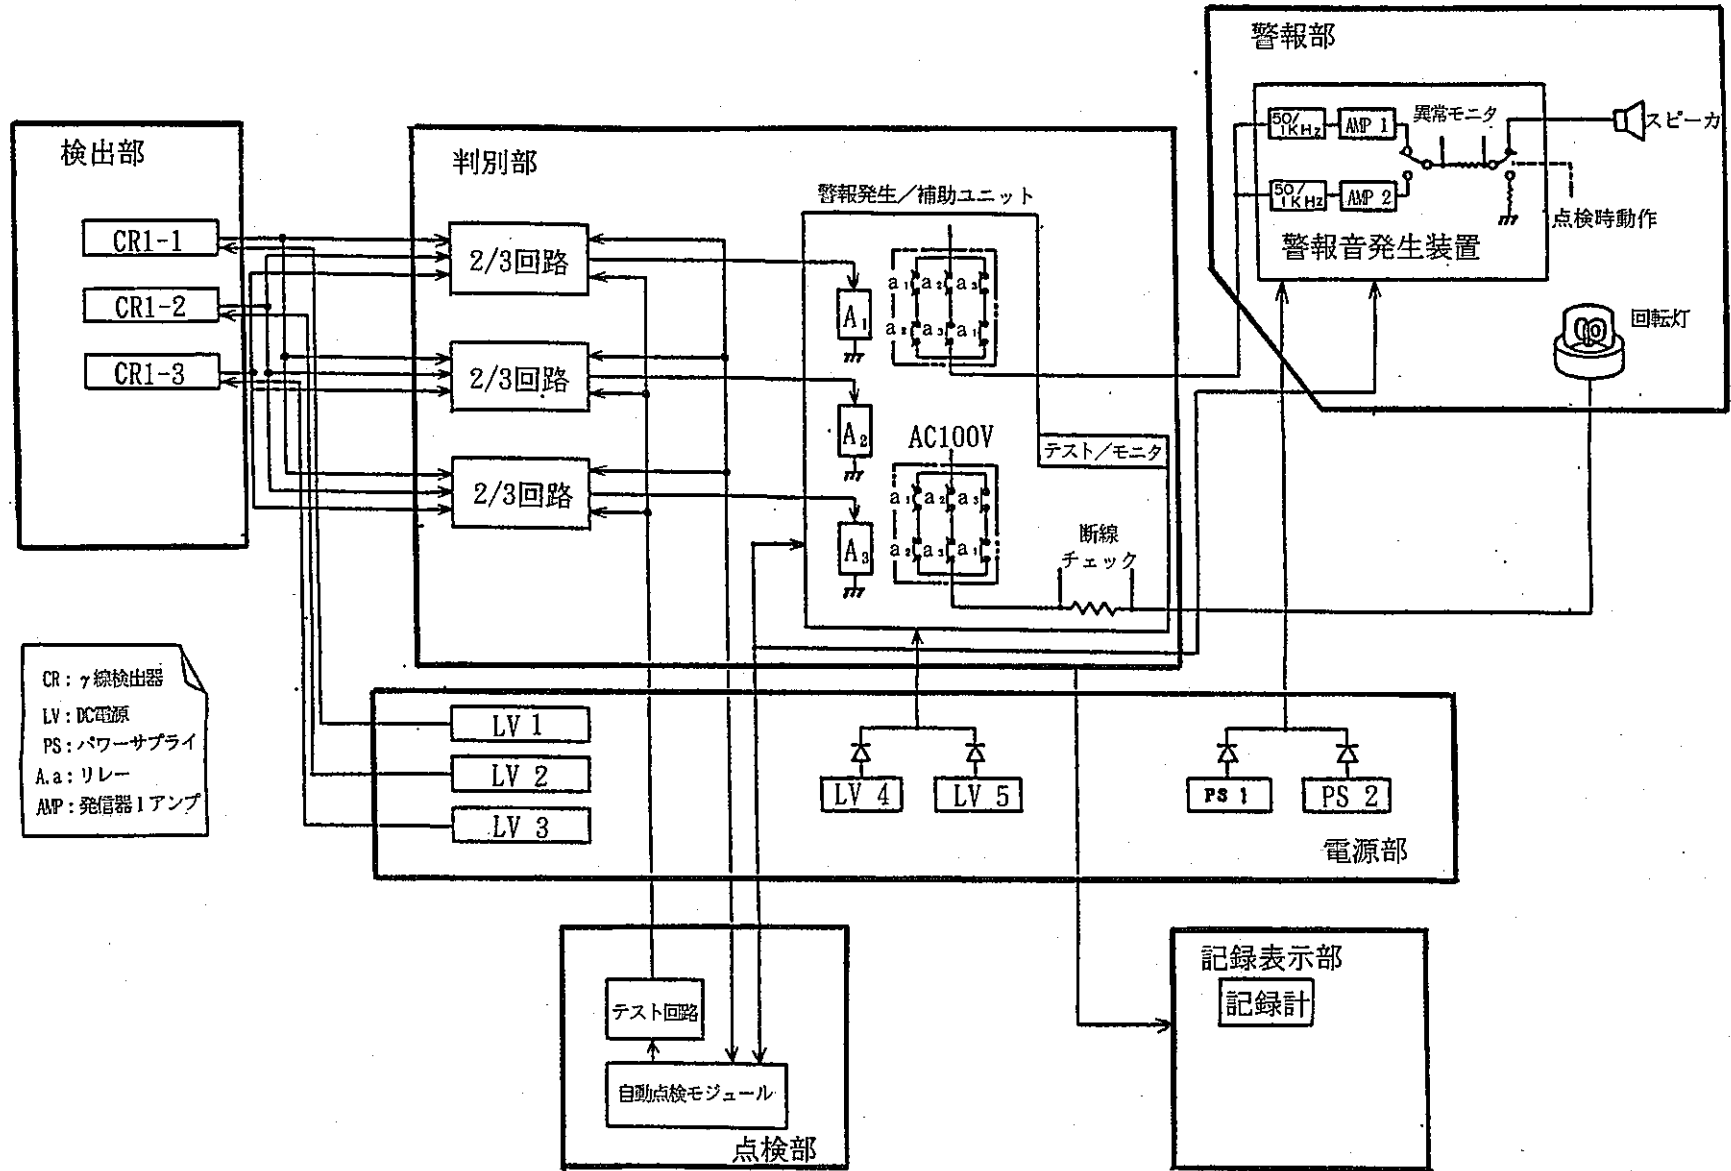 警報部
50/
1KHz
AMP 1
異常モニタ
スピーカ
50/
1KHz
AMP 2
点検時動作
警報音発生装置
回転灯
検出部
CR1-1
CR1-2
CR1-3
判別部
2/3回路
2/3回路
2/3回路
警報発生/補助ユニット
A₁
A₂
A₃
a₁ a₂ a₃
a₂ a₃ a₁
AC100V
a₁ a₂ a₃
a₂ a₃ a₁
テスト/モニタ
断線
チェック
CR:γ線検出器
LV:DC電源
PS:パワーサプライ
A.a:リレー
AMP:発信器1アンプ
LV 1
LV 2
LV 3
LV 4
LV 5
PS 1
PS 2
電源部
テスト回路
自動点検モジュール
点検部
記録表示部
記録計